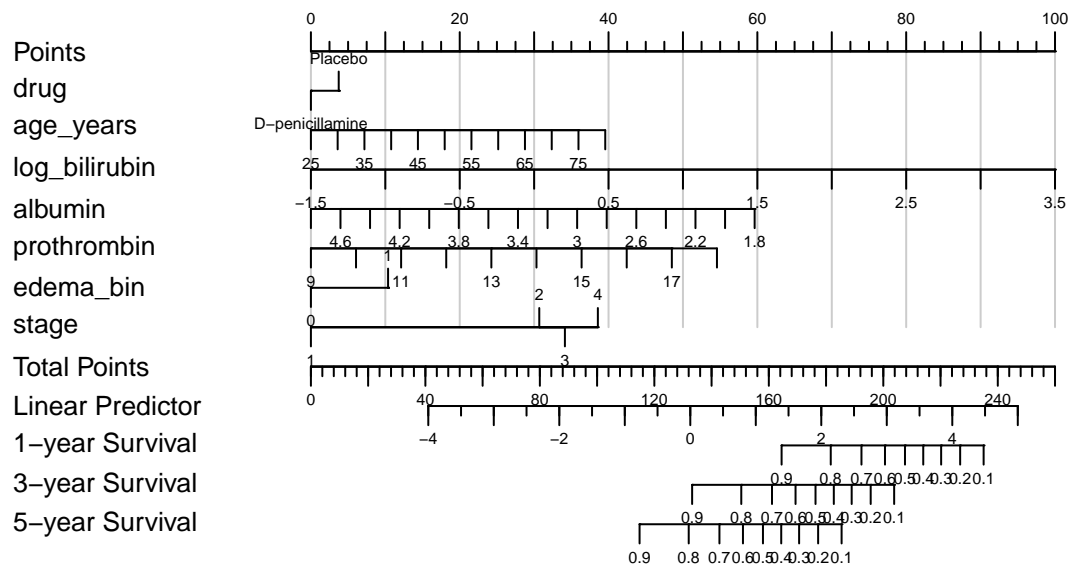 0 20 40 60 80 100
Points
Placebo
drug
D−penicillamine
age_years
25 35 45 55 65 75
log_bilirubin
−1.5 −0.5 0.5 1.5 2.5 3.5
albumin
4.6 4.2 3.8 3.4 3 2.6 2.2 1.8
prothrombin
9 11 13 15 17
1
edema_bin
0
2 4
stage
1 3
Total Points
0 40 80 120 160 200 240
Linear Predictor
−4 −2 0 2 4
1−year Survival
0.9 0.8 0.7 0.6 0.5 0.4 0.3 0.2 0.1
3−year Survival
0.9 0.8 0.7 0.6 0.5 0.4 0.3 0.2 0.1
5−year Survival
0.9 0.8 0.7 0.6 0.5 0.4 0.3 0.2 0.1